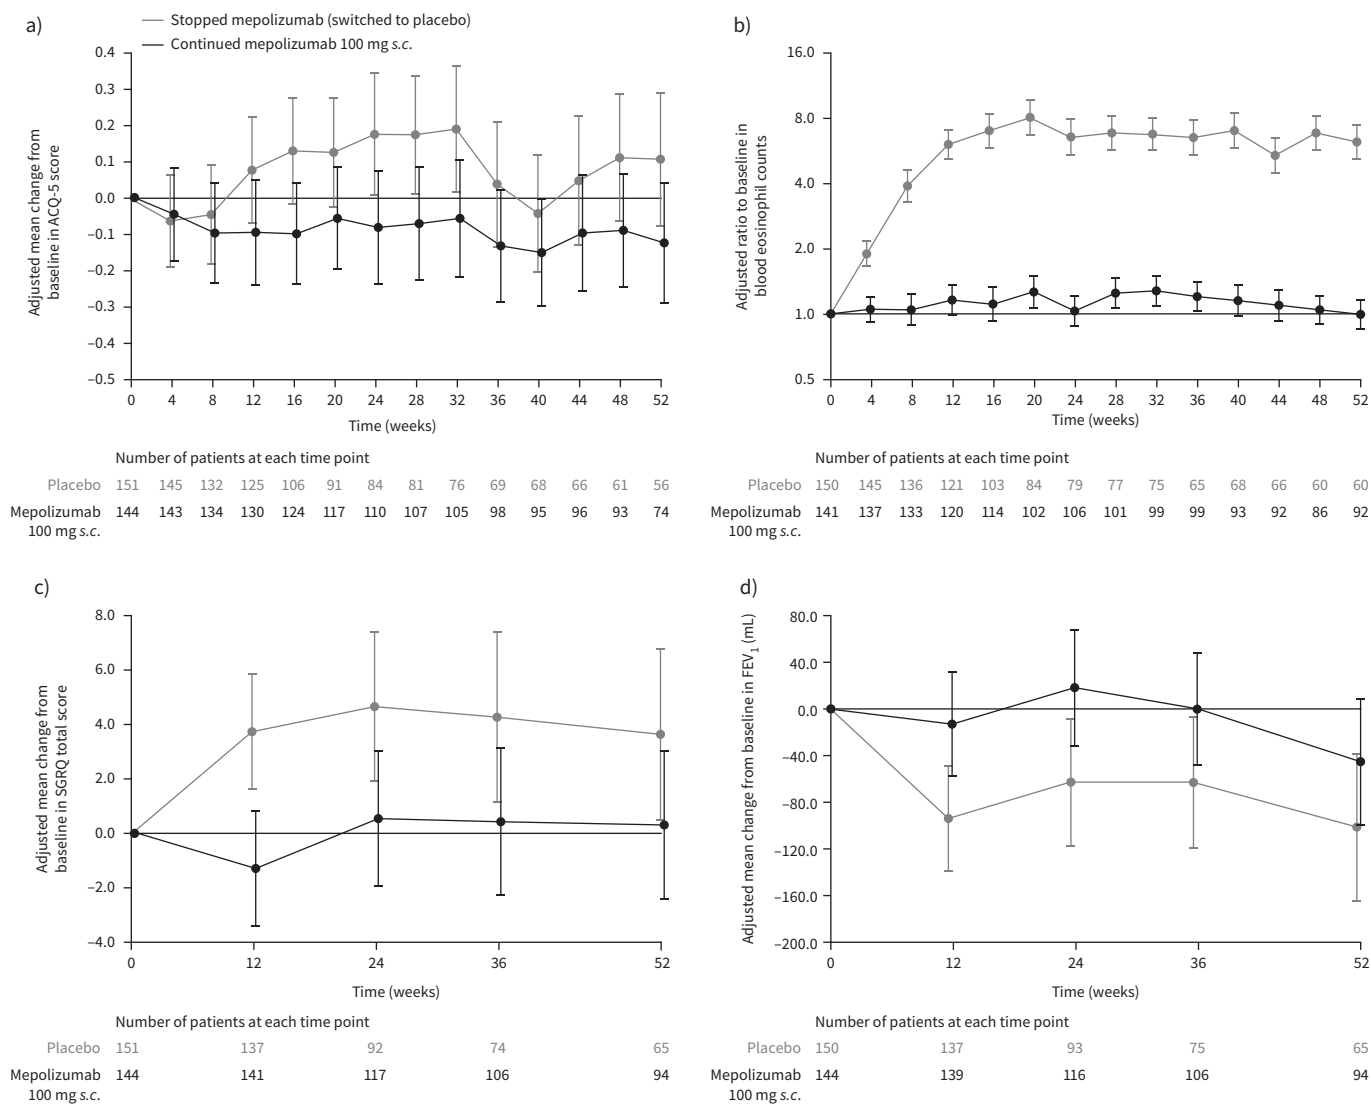 a)
Stopped mepolizumab (switched to placebo)
Continued mepolizumab 100 mg s.c.
Adjusted mean change from
baseline in ACQ-5 score
0.4
0.3
0.2
0.1
0.0
–0.1
–0.2
–0.3
–0.4
–0.5
0 4 8 12 16 20 24 28 32 36 40 44 48 52
Time (weeks)
Number of patients at each time point
Placebo 151 145 132 125 106 91 84 81 76 69 68 66 61 56
Mepolizumab 144 143 134 130 124 117 110 107 105 98 95 96 93 74
100 mg s.c.
b)
Adjusted ratio to baseline in
blood eosinophil counts
16.0
8.0
4.0
2.0
1.0
0.5
0 4 8 12 16 20 24 28 32 36 40 44 48 52
Time (weeks)
Number of patients at each time point
Placebo 150 145 136 121 103 84 79 77 75 65 68 66 60 60
Mepolizumab 141 137 133 120 114 102 106 101 99 99 93 92 86 92
100 mg s.c.
c)
Adjusted mean change from
baseline in SGRQ total score
8.0
6.0
4.0
2.0
0.0
–2.0
–4.0
0 12 24 36 52
Time (weeks)
Number of patients at each time point
Placebo 151 137 92 74 65
Mepolizumab 144 141 117 106 94
100 mg s.c.
d)
Adjusted mean change from baseline in FEV1 (mL)
80.0
40.0
0.0
–40.0
–80.0
–120.0
–160.0
–200.0
0 12 24 36 52
Time (weeks)
Number of patients at each time point
Placebo 150 137 93 75 65
Mepolizumab 144 139 116 106 94
100 mg s.c.